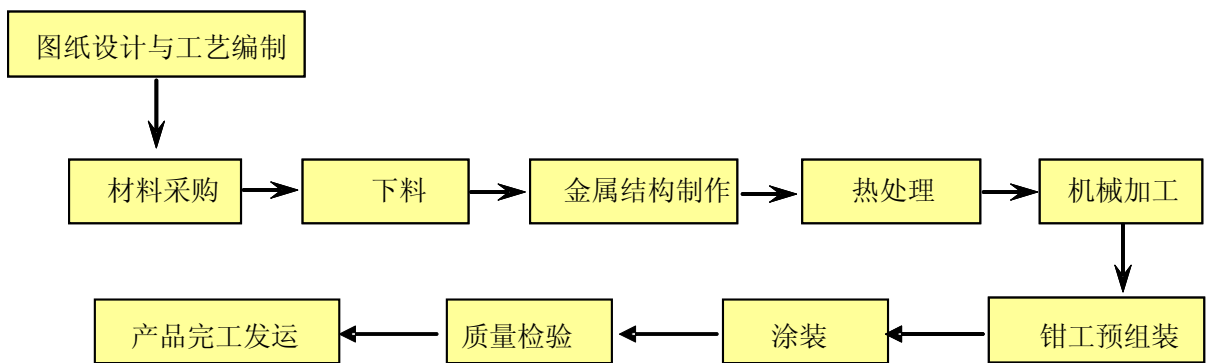 图纸设计与工艺编制
材料采购
下料
金属结构制作
热处理
机械加工
钳工预组装
涂装
质量检验
产品完工发运